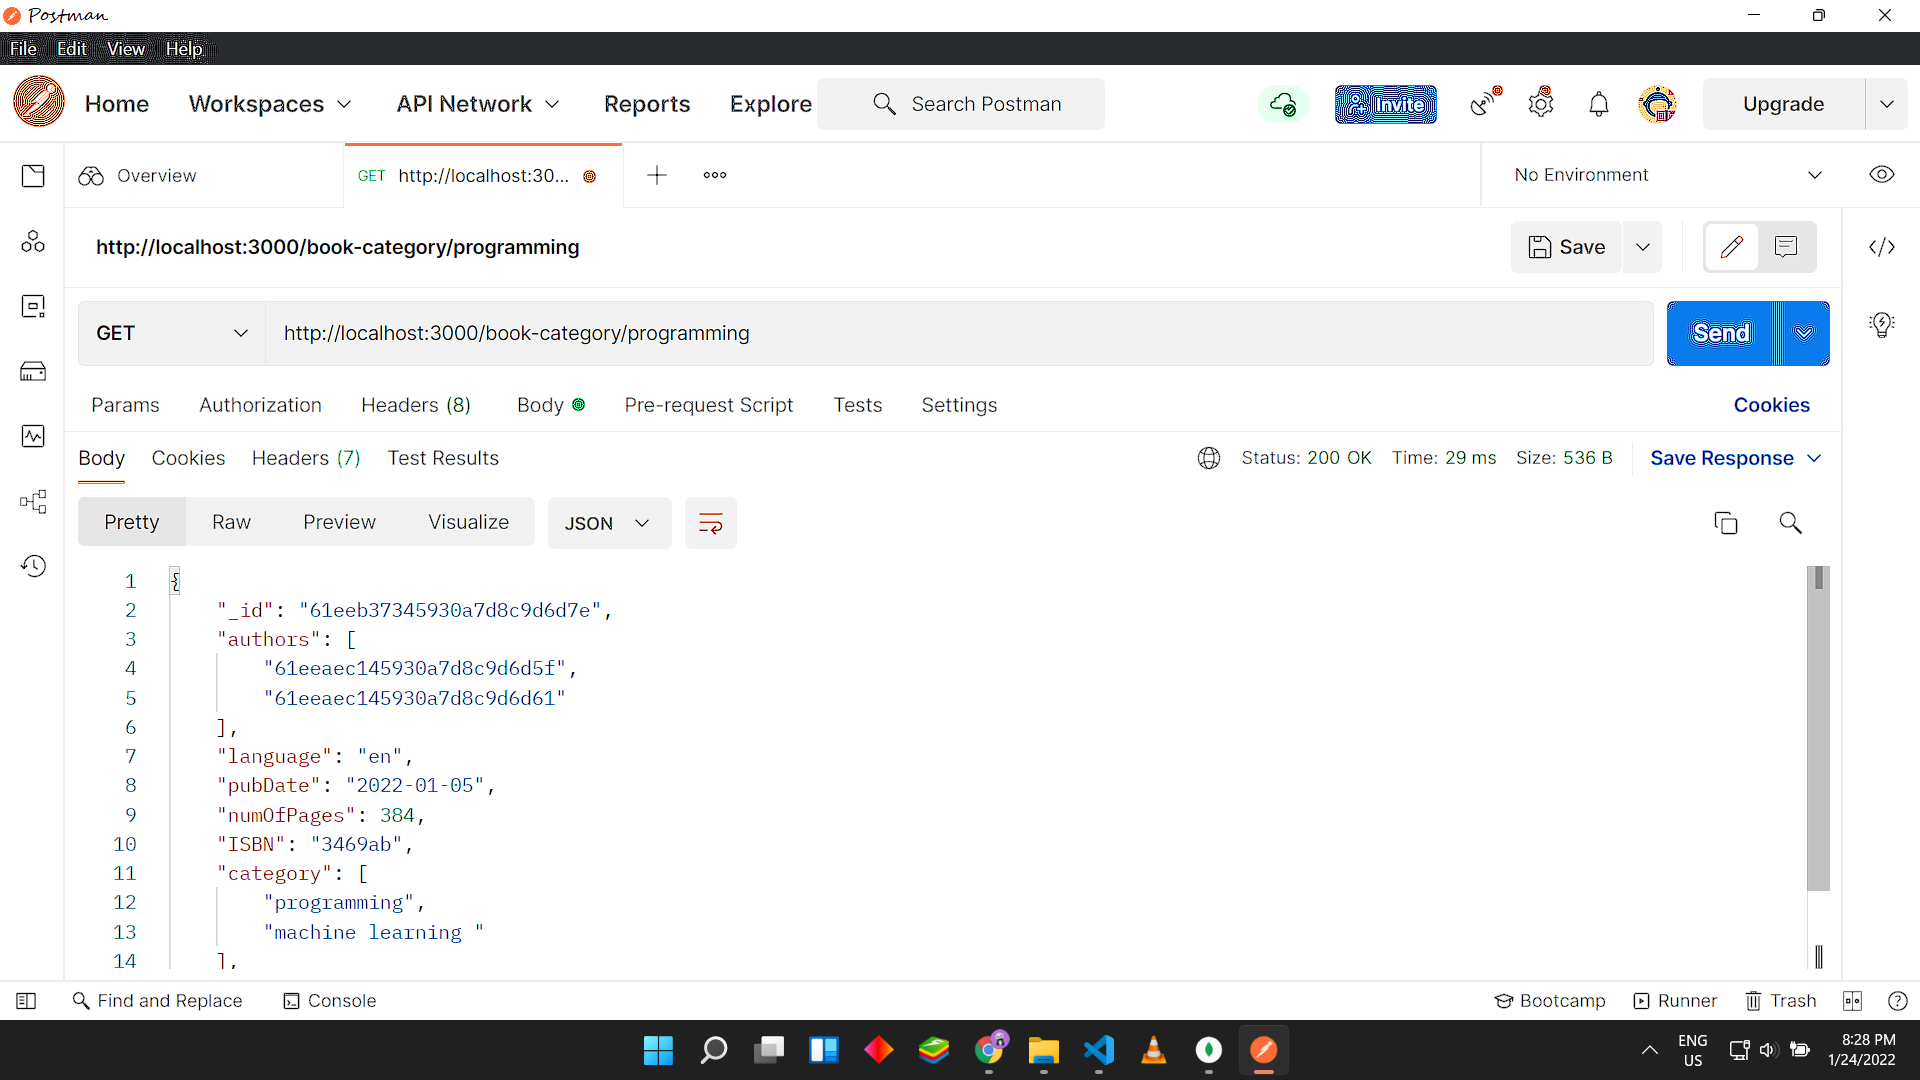 Postman
File Edit View Help
Home Workspaces API Network Reports Explore Search Postman Invite Upgrade
Overview GET http://localhost:30... No Environment
http://localhost:3000/book-category/programming Save
GET http://localhost:3000/book-category/programming Send
Params Authorization Headers (8) Body Pre-request Script Tests Settings Cookies
Body Cookies Headers (7) Test Results Status: 200 OK Time: 29 ms Size: 536 B Save Response
Pretty Raw Preview Visualize JSON
1 {
2 "_id": "61eeb37345930a7d8c9d6d7e",
3 "authors": [
4 "61eeaec145930a7d8c9d6d5f",
5 "61eeaec145930a7d8c9d6d61"
6 ],
7 "language": "en",
8 "pubDate": "2022-01-05",
9 "numOfPages": 384,
10 "ISBN": "3469ab",
11 "category": [
12 "programming",
13 "machine learning "
14 ],
Find and Replace Console Bootcamp Runner Trash
ENG 8:28 PM
US 1/24/2022